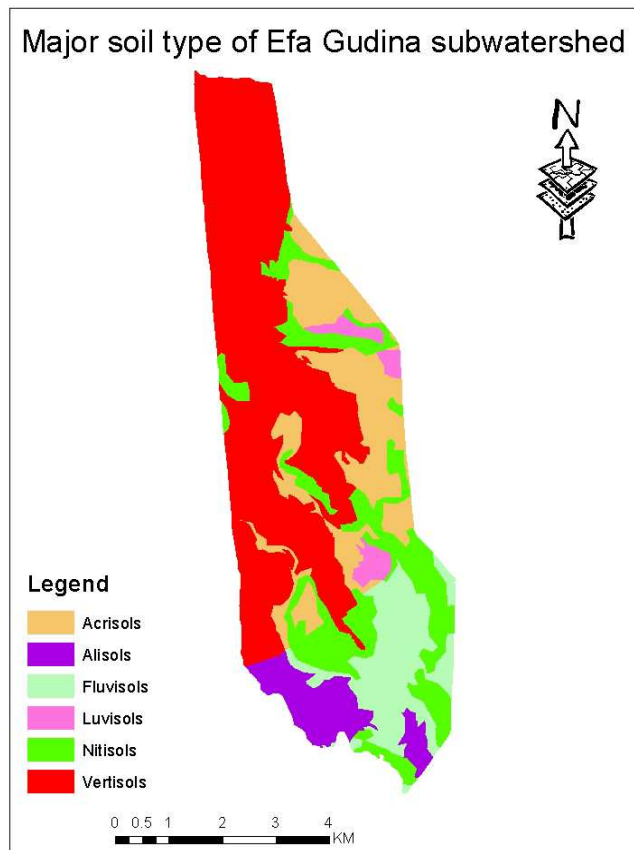 Major soil type of Efa Gudina subwatershed
N
Legend
Acrisols
Alisols
Fluvisols
Luvisols
Nitisols
Vertisols
0 0.5 1 2 3 4
KM